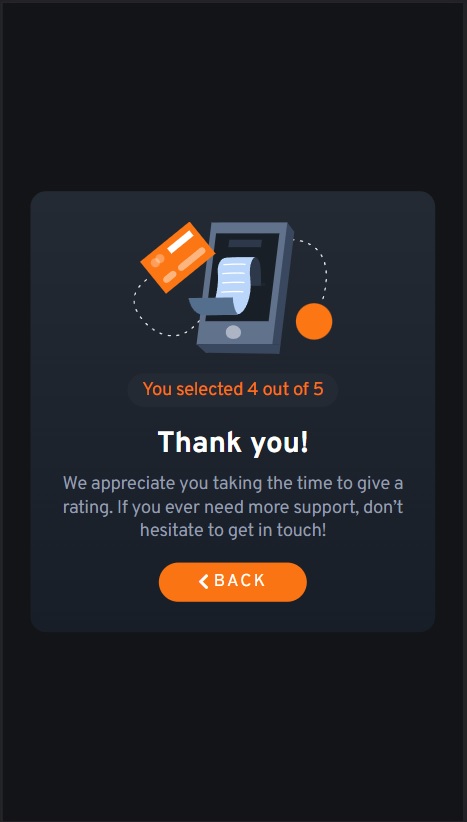 You selected 4 out of 5
Thank you!
We appreciate you taking the time to give a
rating. If you ever need more support, don’t
hesitate to get in touch!
BACK